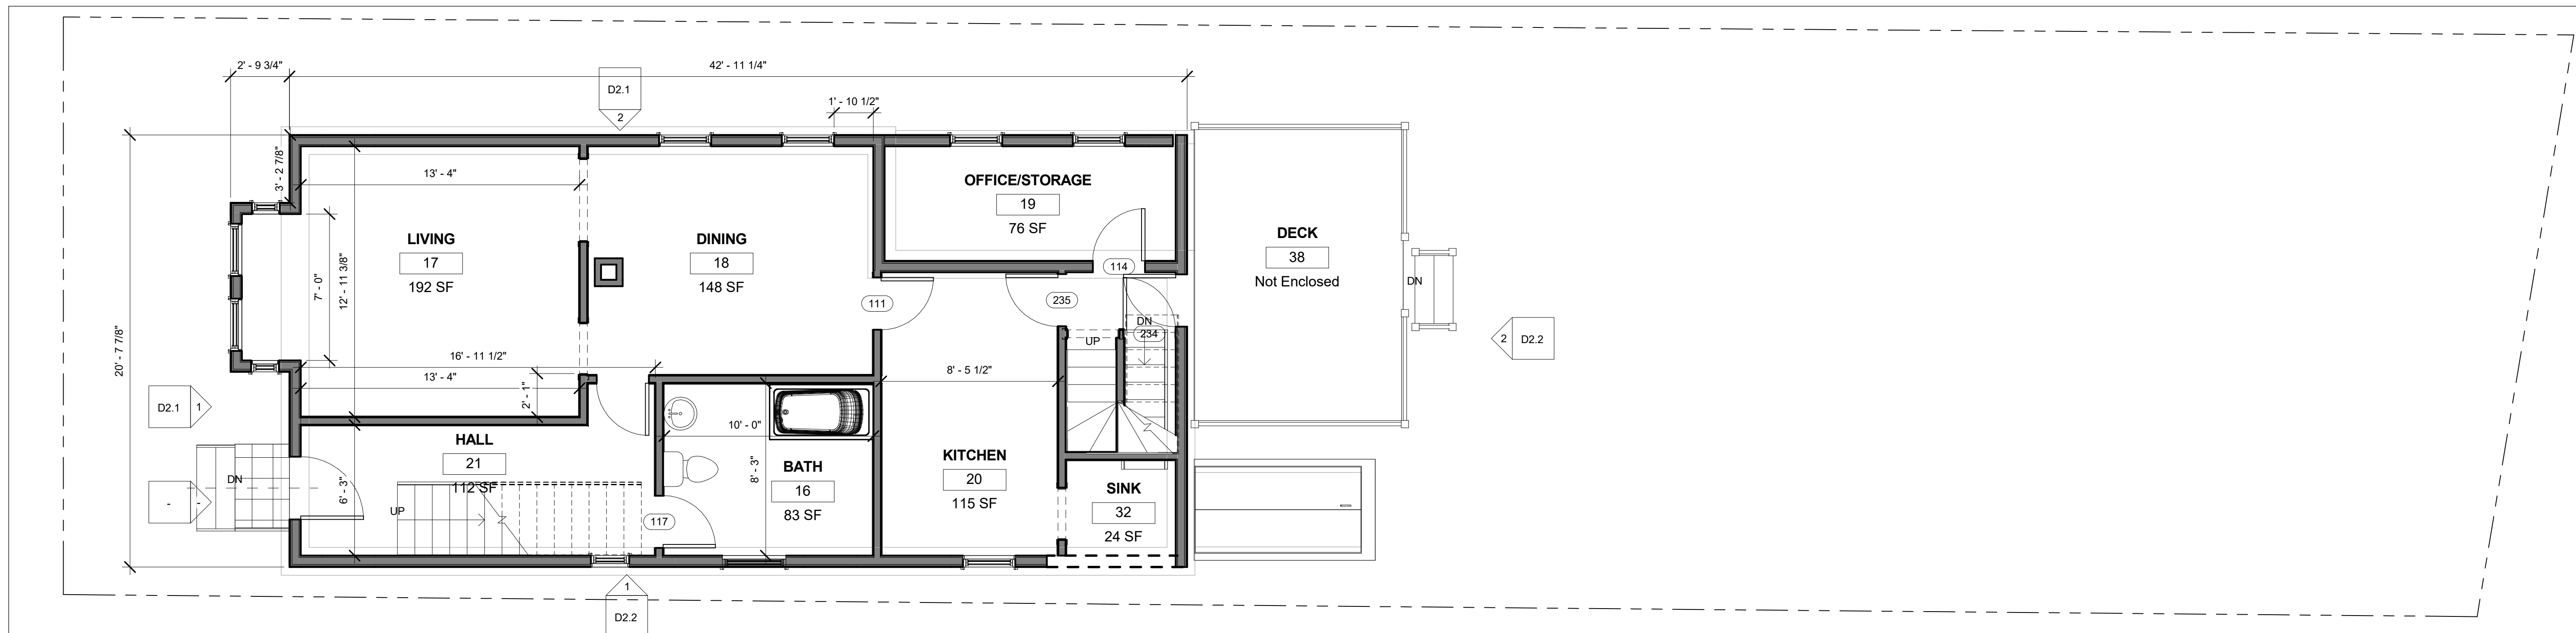 2' - 9 3/4"
42' - 11 1/4"
D2.1
2
1' - 10 1/2"
3' - 2 7/8"
13' - 4"
OFFICE/STORAGE
19
76 SF
LIVING
17
192 SF
DINING
18
148 SF
DECK
38
Not Enclosed
DN
7' - 0"
12' - 11 3/8"
20' - 7 7/8"
111
235
114
DN
234
UP
2
D2.2
16' - 11 1/2"
13' - 4"
2' - 1"
8' - 5 1/2"
D2.1
1
HALL
21
112 SF
6' - 3"
DN
UP
-
-
10' - 0"
8' - 3"
BATH
16
83 SF
117
KITCHEN
20
115 SF
SINK
32
24 SF
1
D2.2